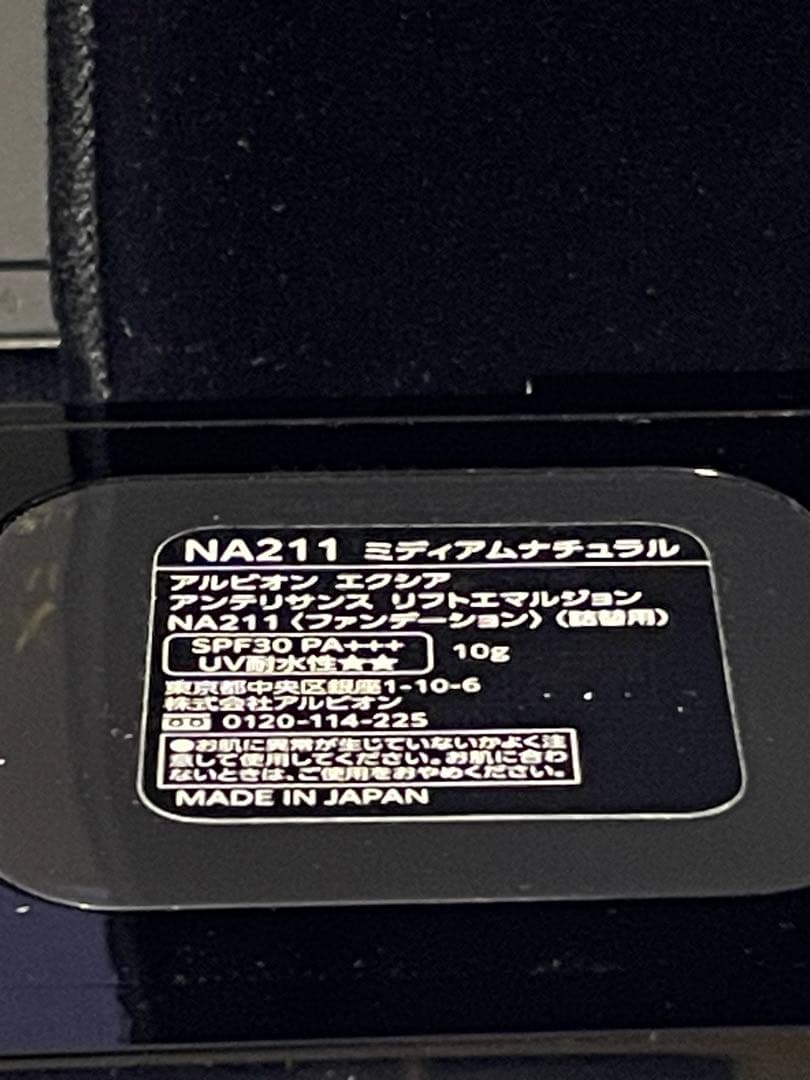 NA211 ミディアムナチュラル
アルビオン エクシア
アンテリサンス リフトエマルジョン
NA211〈ファンデーション〉〈詰替用〉
SPF30 PA+++
UV耐水性★★
10g
東京都中央区銀座1-10-6
株式会社アルビオン
0120-114-225
●お肌に異常が生じていないかよく注
意して使用してください。お肌に合わ
ないときは、ご使用をおやめください。
MADE IN JAPAN